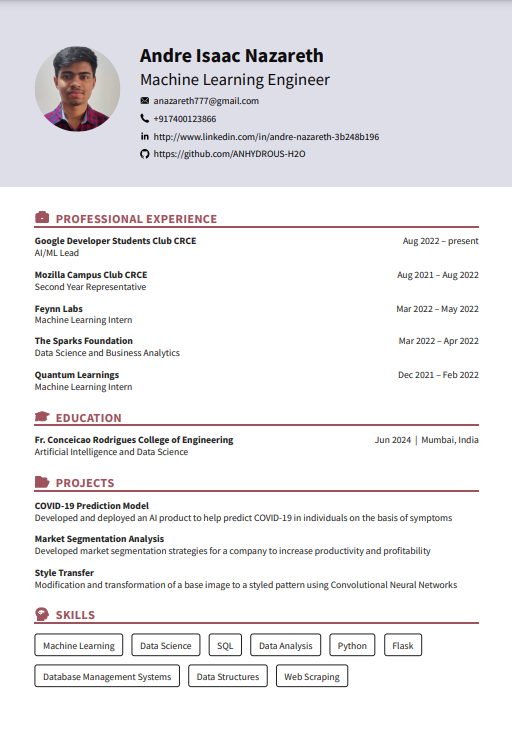 Andre Isaac Nazareth
Machine Learning Engineer
anazareth777@gmail.com
+917400123866
http://www.linkedin.com/in/andre-nazareth-3b248b196
https://github.com/ANHYDROUS-H2O
PROFESSIONAL EXPERIENCE
Google Developer Students Club CRCE Aug 2022 – present
AI/ML Lead
Mozilla Campus Club CRCE Aug 2021 – Aug 2022
Second Year Representative
Feynn Labs Mar 2022 – May 2022
Machine Learning Intern
The Sparks Foundation Mar 2022 – Apr 2022
Data Science and Business Analytics
Quantum Learnings Dec 2021 – Feb 2022
Machine Learning Intern
EDUCATION
Fr. Conceicao Rodrigues College of Engineering Jun 2024 | Mumbai, India
Artificial Intelligence and Data Science
PROJECTS
COVID-19 Prediction Model
Developed and deployed an AI product to help predict COVID-19 in individuals on the basis of symptoms
Market Segmentation Analysis
Developed market segmentation strategies for a company to increase productivity and profitability
Style Transfer
Modification and transformation of a base image to a styled pattern using Convolutional Neural Networks
SKILLS
Machine Learning Data Science SQL Data Analysis Python Flask
Database Management Systems Data Structures Web Scraping